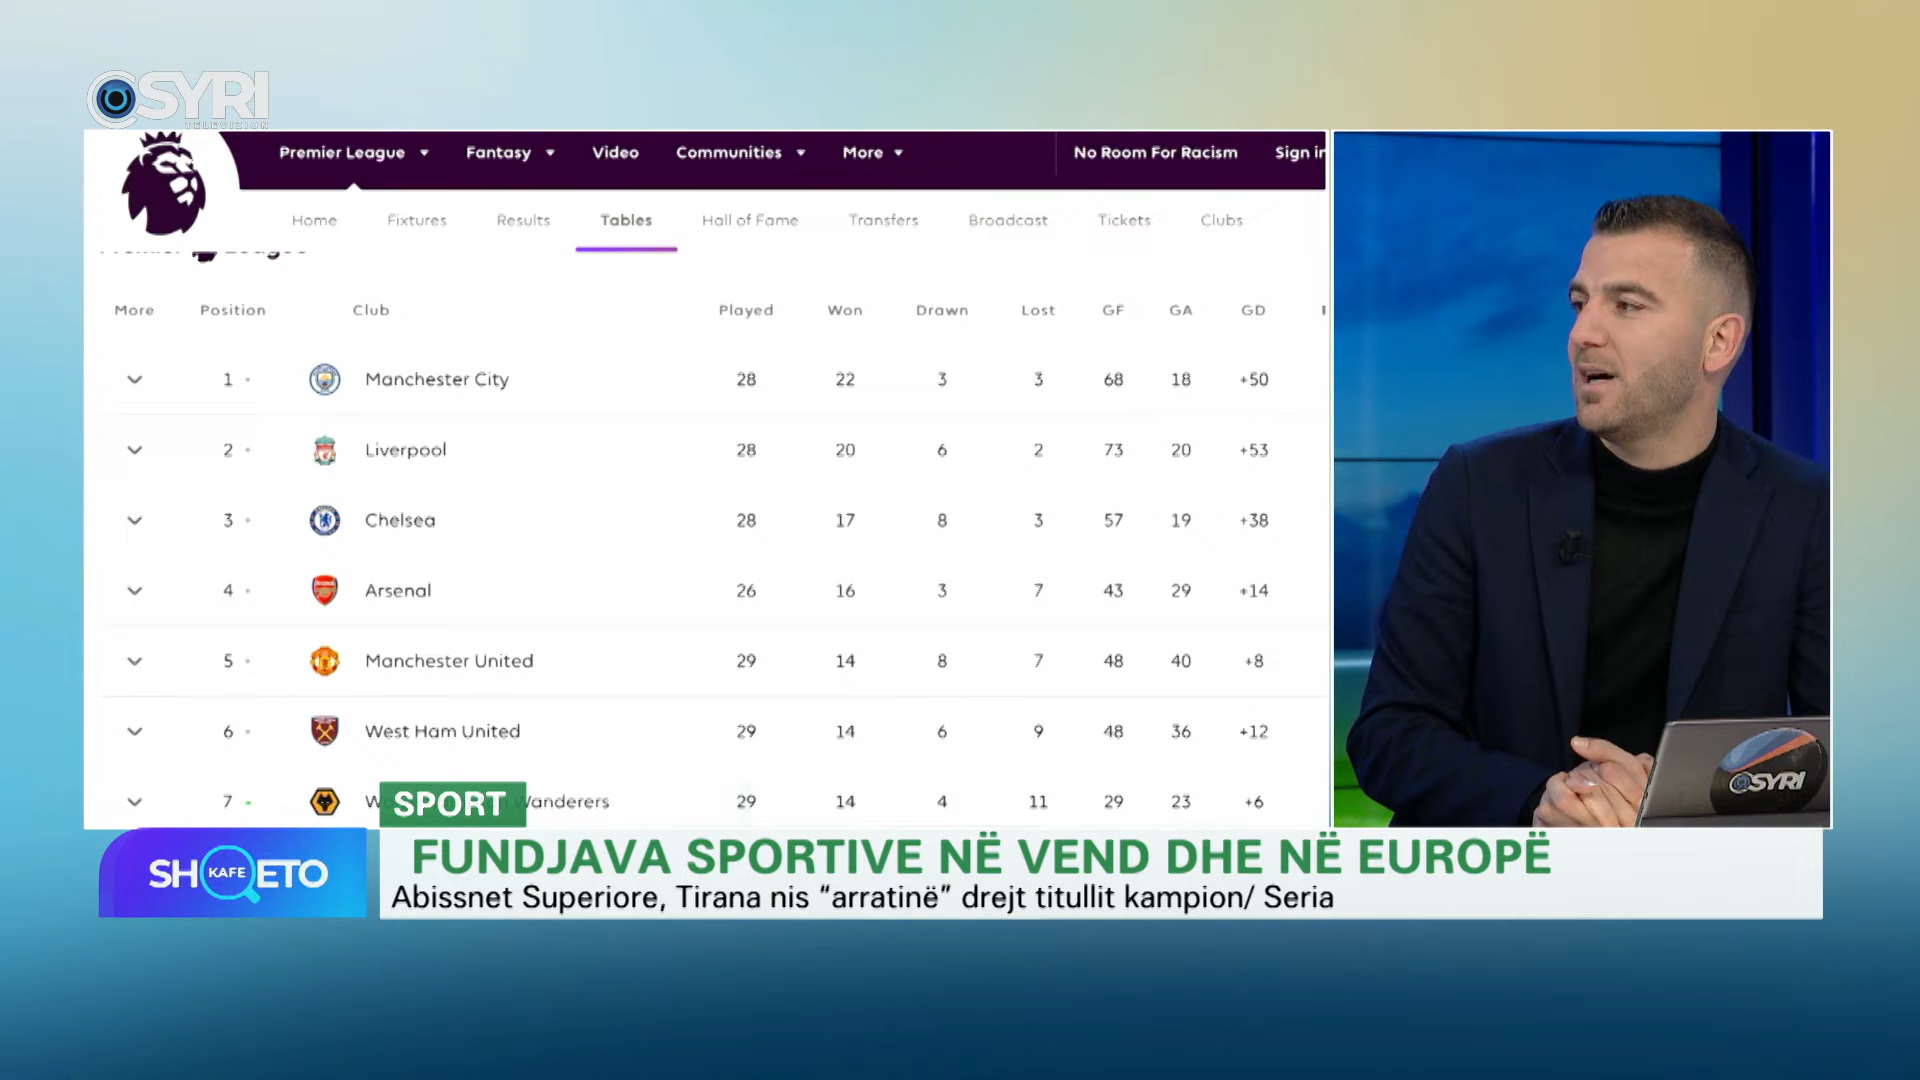 SYRI
TELEVIZION
Premier League Fantasy Video Communities More No Room For Racism Sign in
Home Fixtures Results Tables Hall of Fame Transfers Broadcast Tickets Clubs
More Position Club Played Won Drawn Lost GF GA GD
1 Manchester City 28 22 3 3 68 18 +50
2 Liverpool 28 20 6 2 73 20 +53
3 Chelsea 28 17 8 3 57 19 +38
4 Arsenal 26 16 3 7 43 29 +14
5 Manchester United 29 14 8 7 48 40 +8
6 West Ham United 29 14 6 9 48 36 +12
7 Wanderers 29 14 4 11 29 23 +6
SYRI
SPORT
SHQETO
KAFE
FUNDJAVA SPORTIVE NË VEND DHE NË EUROPË
Abissnet Superiore, Tirana nis “arratinë” drejt titullit kampion/ Seria